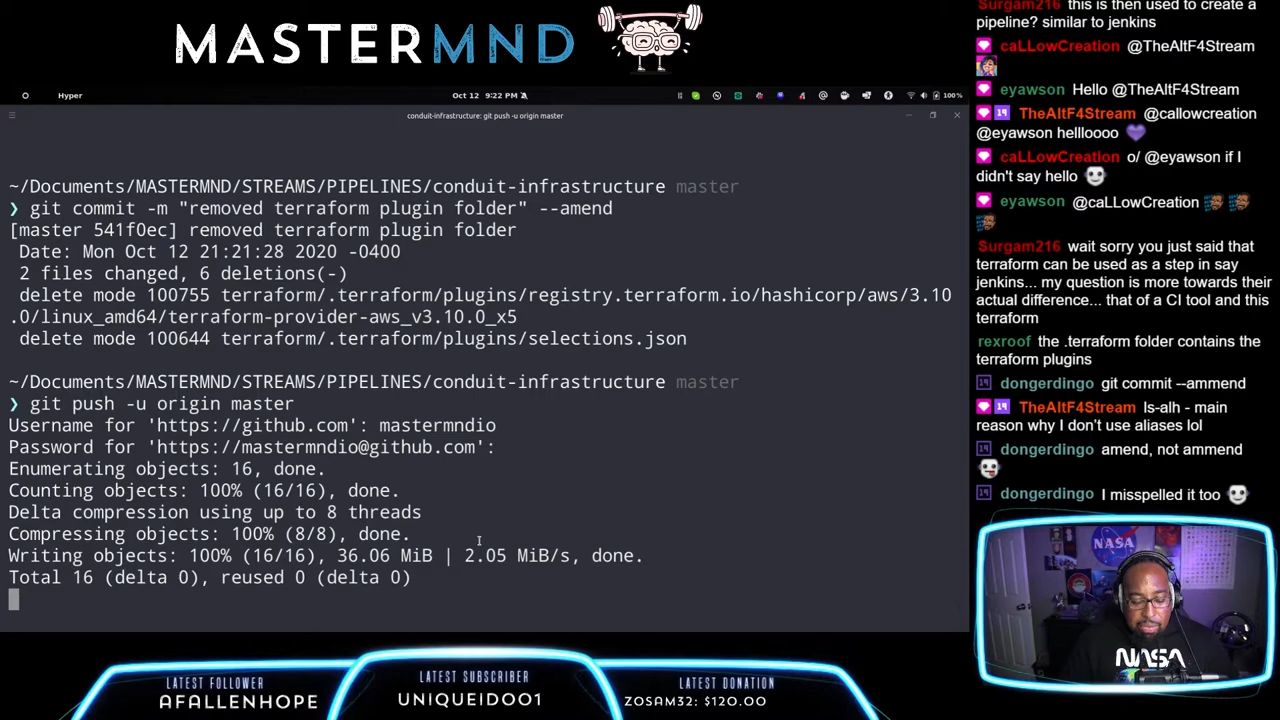 MASTERMND
Hyper
Oct 12 9:22 PM
100%
conduit-infrastructure: git push -u origin master
~/Documents/MASTERMND/STREAMS/PIPELINES/conduit-infrastructure master
❯ git commit -m "removed terraform plugin folder" --amend
[master 541f0ec] removed terraform plugin folder
Date: Mon Oct 12 21:21:28 2020 -0400
2 files changed, 6 deletions(-)
delete mode 100755 terraform/.terraform/plugins/registry.terraform.io/hashicorp/aws/3.10
.0/linux_amd64/terraform-provider-aws_v3.10.0_x5
delete mode 100644 terraform/.terraform/plugins/selections.json
~/Documents/MASTERMND/STREAMS/PIPELINES/conduit-infrastructure master
❯ git push -u origin master
Username for 'https://github.com': mastermndio
Password for 'https://mastermndio@github.com':
Enumerating objects: 16, done.
Counting objects: 100% (16/16), done.
Delta compression using up to 8 threads
Compressing objects: 100% (8/8), done.
Writing objects: 100% (16/16), 36.06 MiB | 2.05 MiB/s, done.
Total 16 (delta 0), reused 0 (delta 0)
Surgam216 this is then used to create a
pipeline? similar to jenkins
caLLowCreation @TheAltF4Stream
eyawson Hello @TheAltF4Stream
19 TheAltF4Stream @callowcreation
@eyawson hellloooo
caLLowCreation o/ @eyawson if I
didn't say hello
eyawson @caLLowCreation
Surgam216 wait sorry you just said that
terraform can be used as a step in say
jenkins... my question is more towards their
actual difference... that of a CI tool and this
terraform
rexroof the .terraform folder contains the
terraform plugins
19 dongerdingo git commit --ammend
19 TheAltF4Stream ls-alh - main
reason why I don't use aliases lol
19 dongerdingo amend, not ammend
19 dongerdingo I misspelled it too
NASA
NASA
LATEST FOLLOWER
AFALLENHOPE
LATEST SUBSCRIBER
UNIQUEID001
LATEST DONATION
ZOSAM32: $120.00